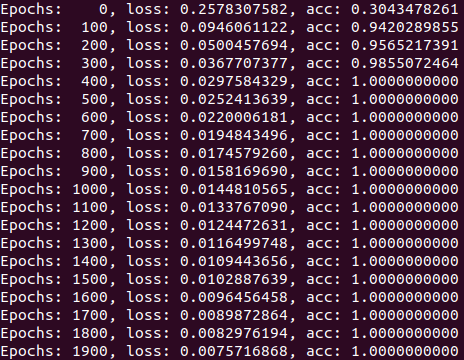 Epochs:    0, loss: 0.2578307582, acc: 0.3043478261
Epochs:  100, loss: 0.0946061122, acc: 0.9420289855
Epochs:  200, loss: 0.0500457694, acc: 0.9565217391
Epochs:  300, loss: 0.0367707377, acc: 0.9855072464
Epochs:  400, loss: 0.0297584329, acc: 1.0000000000
Epochs:  500, loss: 0.0252413639, acc: 1.0000000000
Epochs:  600, loss: 0.0220006181, acc: 1.0000000000
Epochs:  700, loss: 0.0194843496, acc: 1.0000000000
Epochs:  800, loss: 0.0174579260, acc: 1.0000000000
Epochs:  900, loss: 0.0158169690, acc: 1.0000000000
Epochs: 1000, loss: 0.0144810565, acc: 1.0000000000
Epochs: 1100, loss: 0.0133767090, acc: 1.0000000000
Epochs: 1200, loss: 0.0124472631, acc: 1.0000000000
Epochs: 1300, loss: 0.0116499748, acc: 1.0000000000
Epochs: 1400, loss: 0.0109443656, acc: 1.0000000000
Epochs: 1500, loss: 0.0102887639, acc: 1.0000000000
Epochs: 1600, loss: 0.0096456458, acc: 1.0000000000
Epochs: 1700, loss: 0.0089872864, acc: 1.0000000000
Epochs: 1800, loss: 0.0082976194, acc: 1.0000000000
Epochs: 1900, loss: 0.0075716868, acc: 1.0000000000